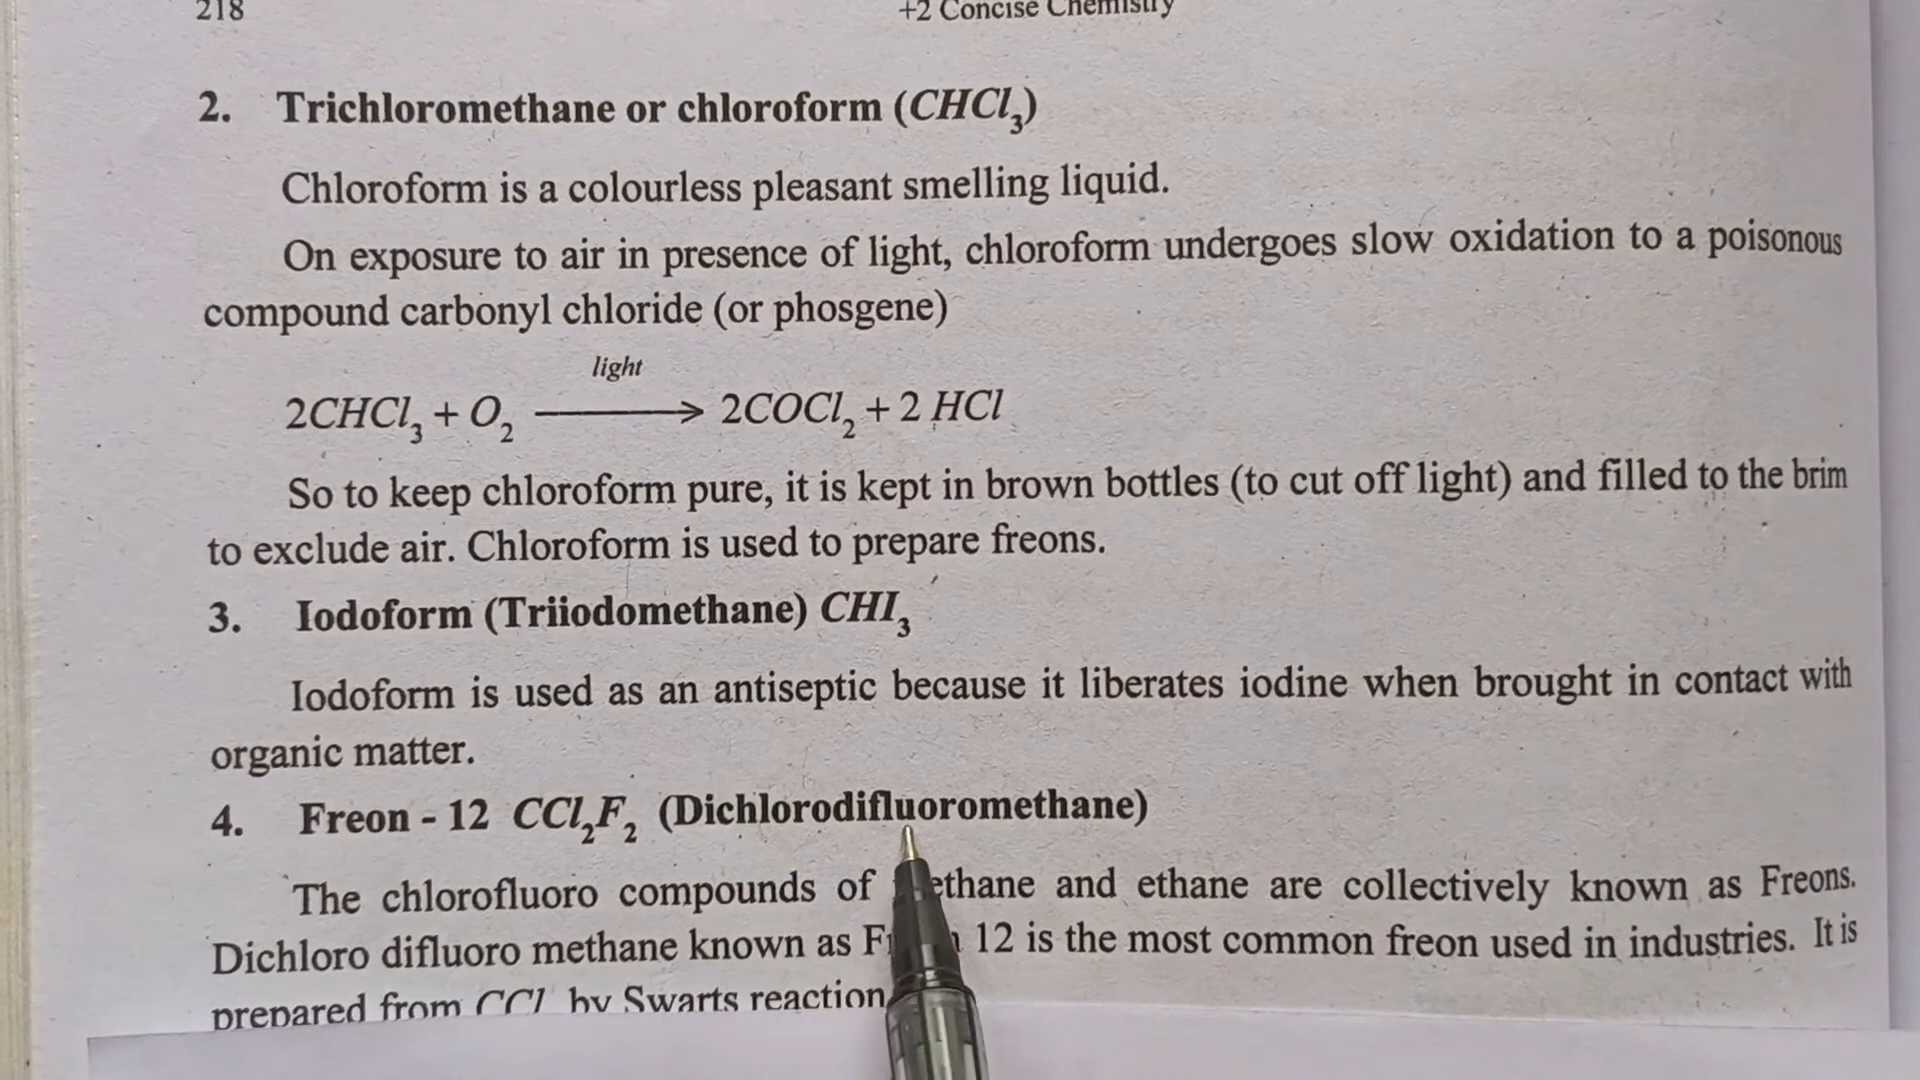 218
+2 Concise Chemistry
2. Trichloromethane or chloroform (CHCl₃)
Chloroform is a colourless pleasant smelling liquid.
On exposure to air in presence of light, chloroform undergoes slow oxidation to a poisonous
compound carbonyl chloride (or phosgene)
light
2CHCl₃ + O₂ ⟶ 2COCl₂ + 2 HCl
So to keep chloroform pure, it is kept in brown bottles (to cut off light) and filled to the brim
to exclude air. Chloroform is used to prepare freons.
3. Iodoform (Triiodomethane) CHI₃
Iodoform is used as an antiseptic because it liberates iodine when brought in contact with
organic matter.
4. Freon - 12 CCl₂F₂ (Dichlorodifluoromethane)
The chlorofluoro compounds of and ethane are collectively known as Freons.
Dichloro difluoro methane known as 12 is the most common freon used in industries. It is
prepared from CCl by Swarts reaction